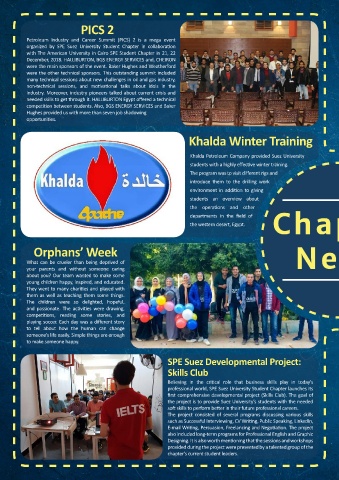 PICS 2
Petroleum Industry and Career Summit (PICS) 2 is a mega event
organized by SPE Suez University Student Chapter in collaboration
with The American University in Cairo SPE Student Chapter in 21, 22
December, 2018. HALLIBURTON, BGS ENERGY SERVICES and, CHEIRON
were the main sponsors of the event. Baker Hughes and Weatherford
were the other technical sponsors. This outstanding summit included
many technical sessions about new challenges in oil and gas industry,
non-technical sessions, and motivational talks about idols in the
industry. Moreover, industry pioneers talked about current crisis and
needed skills to get through it. HALLIBURTON Egypt offered a technical
competition between students. Also, BGS ENERGY SERVICES and Baker
Hughes provided us with more than seven job shadowing
opportunities.
Khalda
خالدة
Apache
Khalda Winter Training
Khalda Petroleum Company provided Suez University
students with a highly effective winter training.
The program was to visit different rigs and
introduce them to the drilling work
environment in addition to giving
students an overview about
the operations and other
departments in the field of
the western desert, Egypt.
Chap
Ne
Orphans' Week
What can be crueler than being deprived of
your parents and without someone caring
about you? Our team wanted to make some
young children happy, inspired, and educated.
They went to many charities and played with
them as well as teaching them some things.
The children were so delighted, hopeful,
and passionate. The activities were drawing,
competitions, reading some stories, and
playing soccer. Each day was a different story
to tell about how the human can change
someone's life easily. Simple things are enough
to make someone happy.
IELTS
SPE Suez Developmental Project:
Skills Club
Believing in the critical role that business skills play in today's
professional world, SPE Suez University Student Chapter launches its
first comprehensive developmental project (Skills Club). The goal of
the project is to provide Suez University's students with the needed
soft skills to perform better in their future professional careers.
The project consisted of several programs discussing various skills
such as Successful Interviewing, CV Writing, Public Speaking, LinkedIn,
E-mail Writing, Persuasion, Freelancing and Negotiation. The project
also included long-term programs for Professional English and Graphic
Designing. It is also worth mentioning that the sessions and workshops
provided during the project were presented by a talented group of the
chapter's current student leaders.